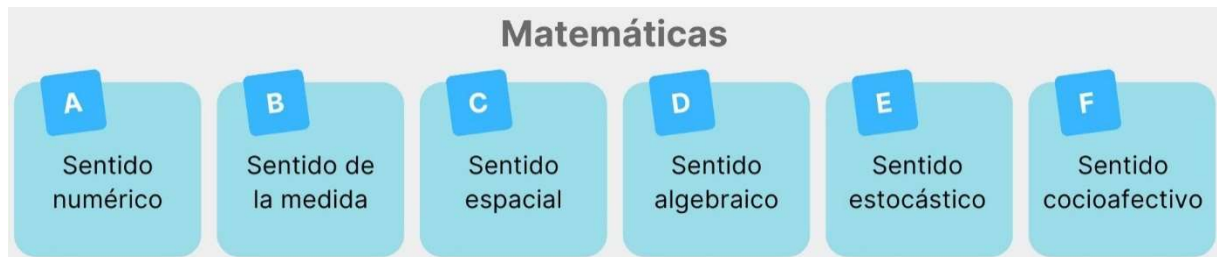 Matemáticas
A
Sentido
numérico
B
Sentido de
la medida
C
Sentido
espacial
D
Sentido
algebraico
E
Sentido
estocástico
F
Sentido
cocioafectivo